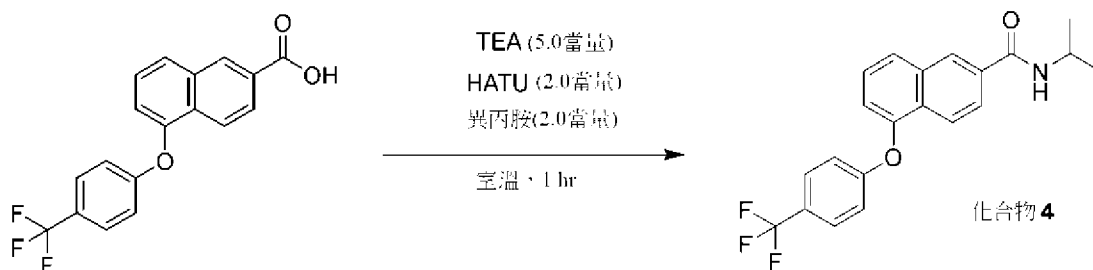 TEA (5.0當量)
HATU (2.0當量)
異丙胺(2.0當量)
室溫、1 hr
O
OH
O
F
F
F
O
N
H
O
F
F
F
化合物 4